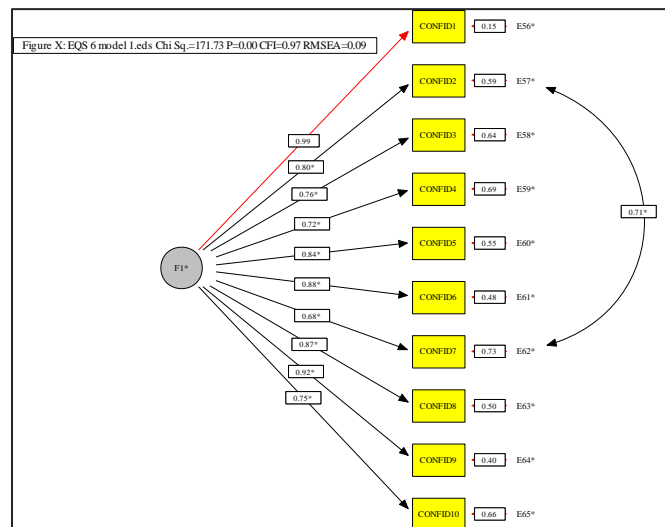 CONFID1 0.15 E56*
Figure X: EQS 6 model 1.eds Chi Sq.=171.73 P=0.00 CFI=0.97 RMSEA=0.09
CONFID2 0.59 E57*
CONFID3 0.64 E58*
0.99
0.80*
CONFID4 0.69 E59*
0.76*
0.71*
0.72*
CONFID5 0.55 E60*
0.84*
F1*
0.88*
CONFID6 0.48 E61*
0.68*
0.87*
CONFID7 0.73 E62*
0.92*
0.75*
CONFID8 0.50 E63*
CONFID9 0.40 E64*
CONFID10 0.66 E65*